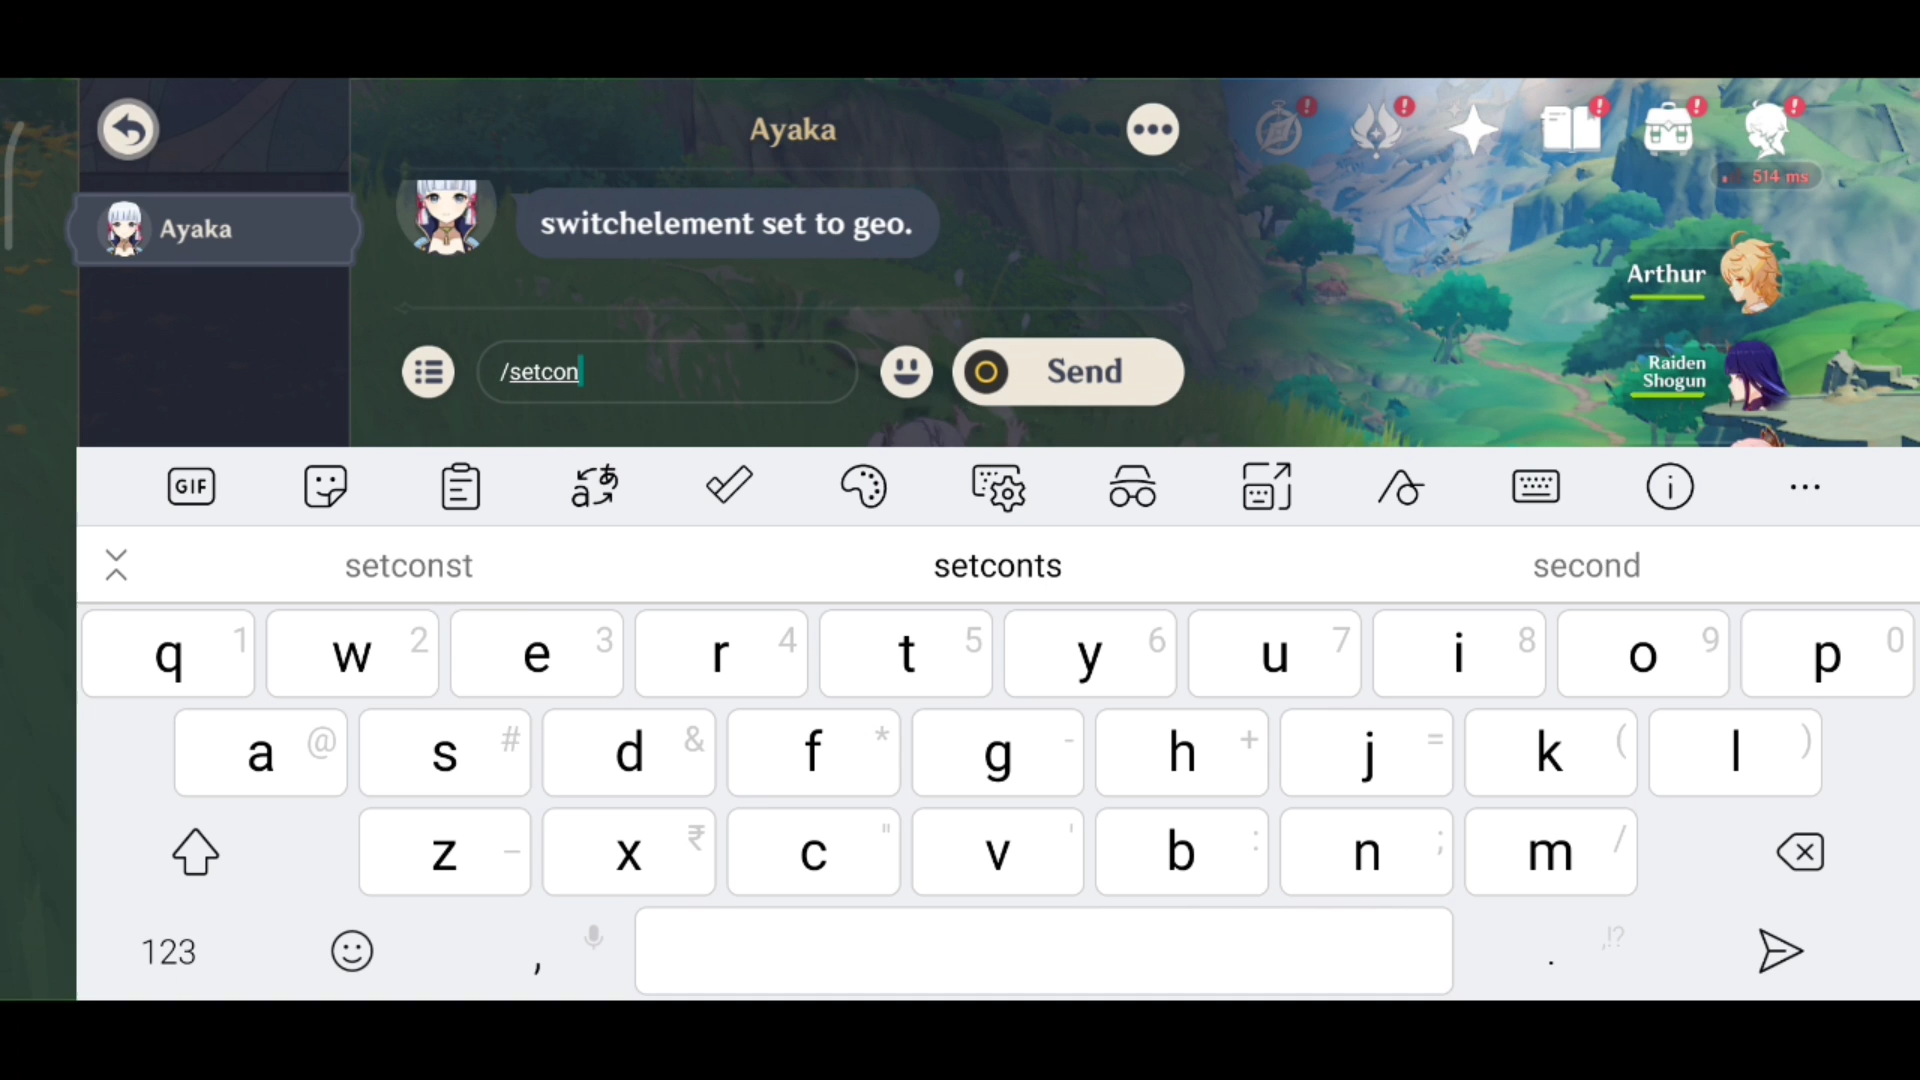 Ayaka
514 ms
Ayaka
switchelement set to geo.
Arthur
Raiden
Shogun
/setcon
Send
GIF
setconst
setconts
second
q 1 w 2 e 3 r 4 t 5 y 6 u 7 i 8 o 9 p 0
a @ s # d & f * g - h + j = k ( l )
z _ x ₹ c " v ' b : n ; m /
123 , . ,!?